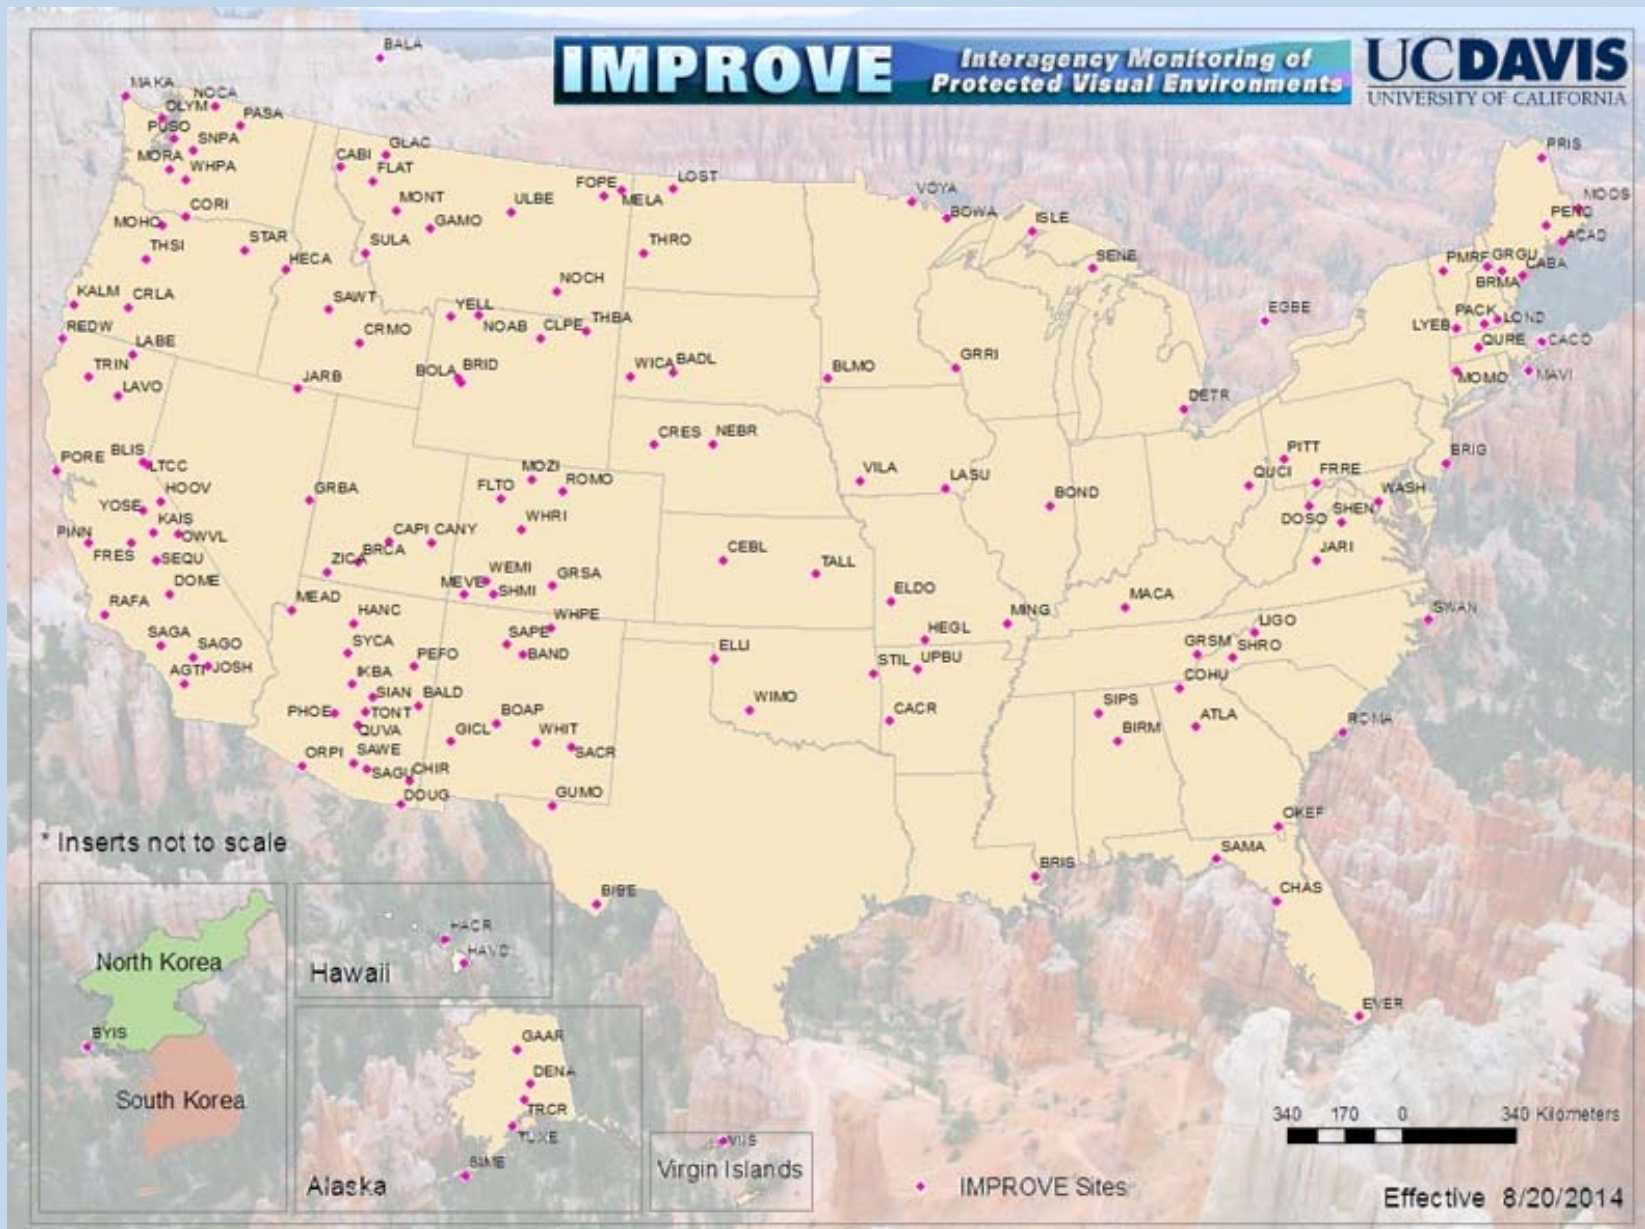 IMPROVE
Interagency Monitoring of
Protected Visual Environments
UCDAVIS
UNIVERSITY OF CALIFORNIA
BALA
MAKA
NOCA
OLYM
PASA
PUSO
SNPA
MORA
WHPA
CORI
MOHO
THSI
STAR
HECA
KALM
CRLA
REDW
LABE
TRIN
LAVO
CABI
GLAC
FLAT
MONT
GAMO
SULA
ULBE
FOPE
MELA
LOST
THRO
NOCH
SAWT
CRMO
JARB
YELL
NOAB
CLPE
THBA
BOLA
BRID
WICA
BADL
BLMO
CRES
NEBR
VOYA
BOWA
ISLE
SENE
GRRI
DETR
EGBE
PRIS
MOOS
PENO
ACAD
PMRF
GRGU
CABA
BRMA
PACK
LOND
LYEB
QURE
CACO
MOMO
MAVI
BRIG
PITT
QUCI
FRRE
WASH
DOSO
SHEN
JARI
SWAN
PORE
BLIS
LTCC
HOOV
YOSE
KAIS
PINN
OWVL
FRES
SEQU
DOME
RAFA
SAGA
SAGO
AGTI
JOSH
GRBA
CAPI
CANY
BRCA
ZICA
MEAD
HANC
SYCA
PEFO
IKBA
SIAN
BALD
PHOE
TONT
QUVA
ORPI
SAWE
SAGU
CHIR
DOUG
MOZI
FLTO
ROMO
WHRI
WEMI
MEVE
SHMI
GRSA
WHPE
SAPE
BAND
BOAP
GICL
WHIT
SACR
GUMO
BIBE
VILA
LASU
BOND
CEBL
TALL
ELDO
MING
MACA
HEGL
ELLI
STIL
UPBU
WIMO
CACR
LIGO
GRSM
SHRO
COHU
SIPS
BIRM
ATLA
ROMA
OKEF
SAMA
CHAS
BRIS
EVER
* Inserts not to scale
North Korea
BYIS
South Korea
HACR
HAVO
Hawaii
GAAR
DENA
TRCR
TUXE
SIME
Alaska
VIIS
Virgin Islands
340 170 0 340 Kilometers
IMPROVE Sites
Effective 8/20/2014